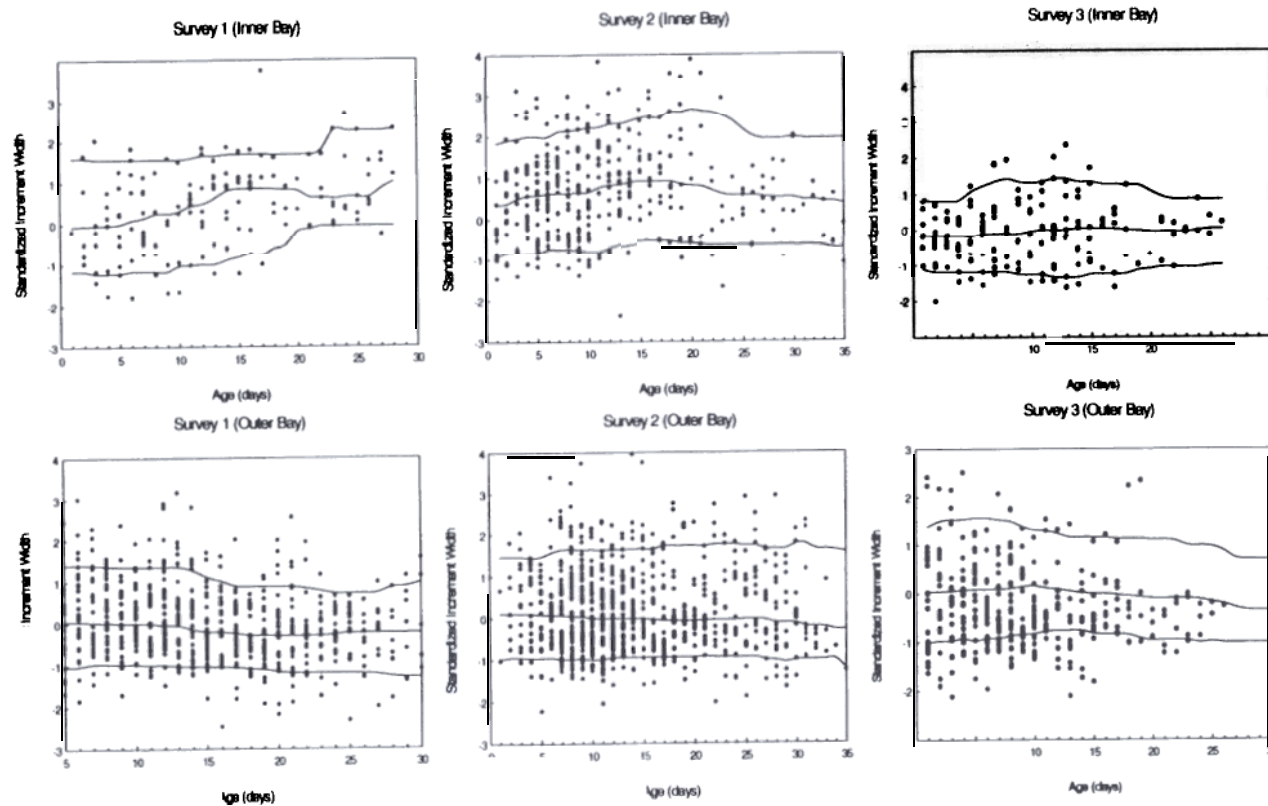 Survey 1 (Inner Bay)
Standardized Increment Width
3
2
1
0
-1
-2
-3
0 5 10 15 20 25 30
Age (days)
Survey 2 (Inner Bay)
Standardized Increment Width
4
3
2
1
0
-1
-2
-3
0 5 10 15 20 25 30 35
Age (days)
Survey 3 (Inner Bay)
Standardized Increment Width
4
3
2
1
0
-1
-2
10 15 20
Age (days)
Survey 1 (Outer Bay)
Increment Width
4
3
2
1
0
-1
-2
-3
5 10 15 20 25 30
Age (days)
Survey 2 (Outer Bay)
Standardized Increment Width
4
3
2
1
0
-1
-2
-3
10 15 20 25 30 35
Age (days)
Survey 3 (Outer Bay)
Standardized Increment Width
3
2
1
0
-1
-2
10 15 20 25
Age (days)